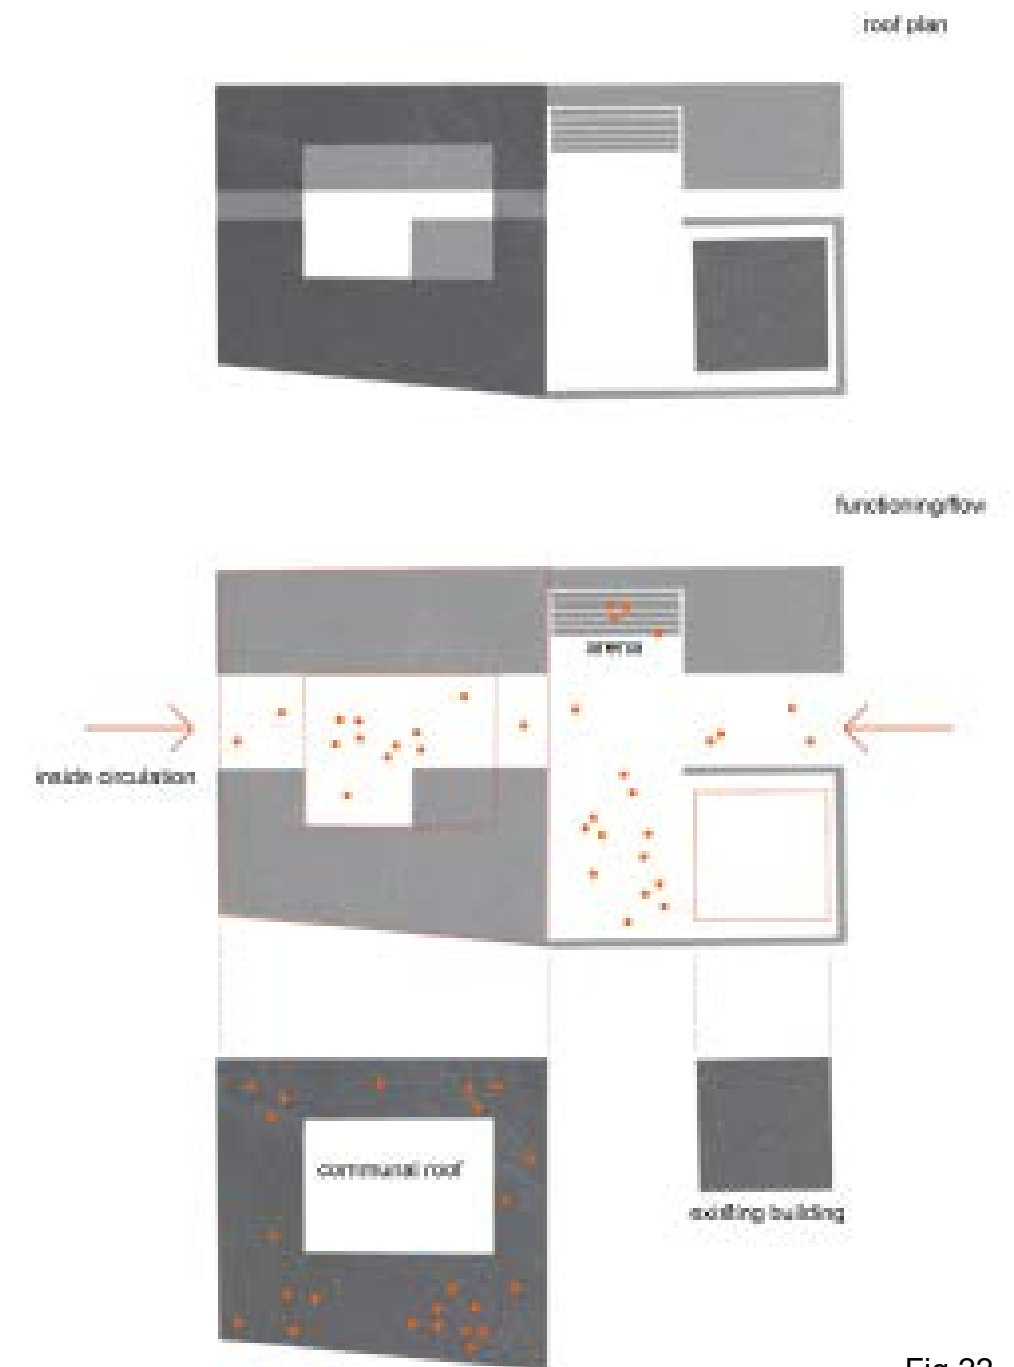 roof plan
functioning/flow
arena
inside circulation
communal roof
existing building
Fig 22